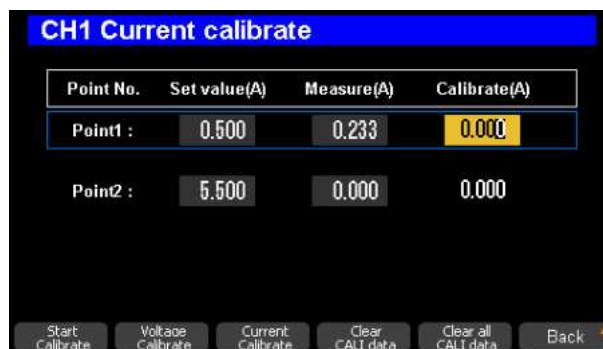 CH1 Current calibrate
Point No. Set value(A) Measure(A) Calibrate(A)
Point1 : 0.500 0.233 0.000
Point2 : 5.500 0.000 0.000
Start Voltage Current Clear Clear all Back
Calibrate Calibrate Calibrate CALI data CALI data